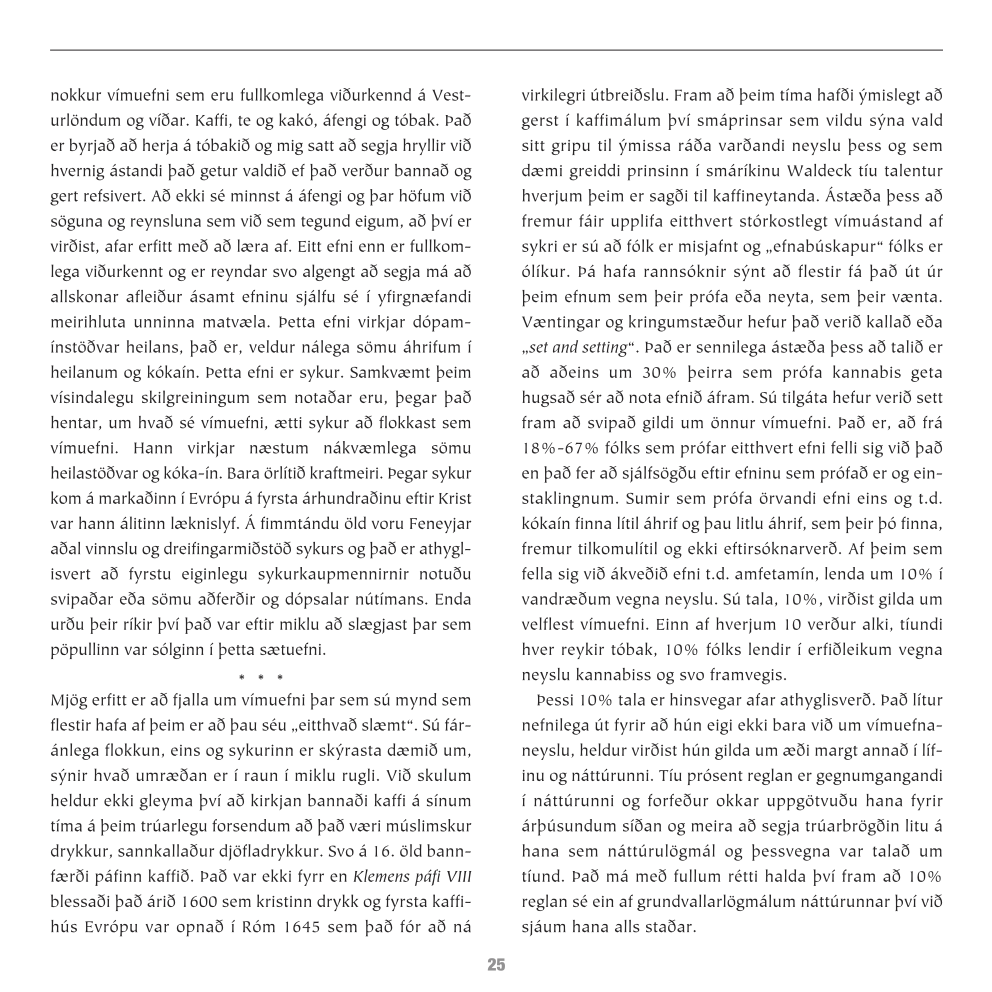 nokkur vímuefni sem eru fullkomlega viðurkennd á Vest-
urlöndum og víðar. Kaffi, te og kakó, áfengi og tóbak. Það
er byrjað að herja á tóbakið og mig satt að segja hryllir við
hvernig ástandi það getur valdið ef það verður bannað og
gert refsivert. Að ekki sé minnst á áfengi og þar höfum við
söguna og reynsluna sem við sem tegund eigum, að því er
virðist, afar erfitt með að læra af. Eitt efni enn er fullkom-
lega viðurkennt og er reyndar svo algengt að segja má að
allskonar afleiður ásamt efninu sjálfu sé í yfirgnæfandi
meirihluta unninna matvæla. Þetta efni virkjar dópam-
ínstöðvar heilans, það er, veldur nálega sömu áhrifum í
heilanum og kókaín. Þetta efni er sykur. Samkvæmt þeim
vísindalegu skilgreiningum sem notaðar eru, þegar það
hentar, um hvað sé vímuefni, ætti sykur að flokkast sem
vímuefni. Hann virkjar næstum nákvæmlega sömu
heilastöðvar og kóka-ín. Bara örlítið kraftmeiri. Þegar sykur
kom á markaðinn í Evrópu á fyrsta árhundraðinu eftir Krist
var hann álitinn læknislyf. Á fimmtándu öld voru Feneyjar
aðal vinnslu og dreifingarmiðstöð sykurs og það er athygl-
isvert að fyrstu eiginlegu sykurkaupmennirnir notuðu
svipaðar eða sömu aðferðir og dópsalar nútímans. Enda
urðu þeir ríkir því það var eftir miklu að slægjast þar sem
pöpullinn var sólginn í þetta sætuefni.
* * *
Mjög erfitt er að fjalla um vímuefni þar sem sú mynd sem
flestir hafa af þeim er að þau séu „eitthvað slæmt“. Sú fár-
ánlega flokkun, eins og sykurinn er skýrasta dæmið um,
sýnir hvað umræðan er í raun í miklu rugli. Við skulum
heldur ekki gleyma því að kirkjan bannaði kaffi á sínum
tíma á þeim trúarlegu forsendum að það væri múslimskur
drykkur, sannkallaður djöfladrykkur. Svo á 16. öld bann-
færði páfinn kaffið. Það var ekki fyrr en Klemens páfi VIII
blessaði það árið 1600 sem kristinn drykk og fyrsta kaffi-
hús Evrópu var opnað í Róm 1645 sem það fór að ná
virkilegri útbreiðslu. Fram að þeim tíma hafði ýmislegt að
gerst í kaffimálum því smáprinsar sem vildu sýna vald
sitt gripu til ýmissa ráða varðandi neyslu þess og sem
dæmi greiddi prinsinn í smáríkinu Waldeck tíu talentur
hverjum þeim er sagði til kaffineytanda. Ástæða þess að
fremur fáir upplifa eitthvert stórkostlegt vímuástand af
sykri er sú að fólk er misjafnt og „efnabúskapur“ fólks er
ólíkur. Þá hafa rannsóknir sýnt að flestir fá það út úr
þeim efnum sem þeir prófa eða neyta, sem þeir vænta.
Væntingar og kringumstæður hefur það verið kallað eða
„set and setting“. Það er sennilega ástæða þess að talið er
að aðeins um 30% þeirra sem prófa kannabis geta
hugsað sér að nota efnið áfram. Sú tilgáta hefur verið sett
fram að svipað gildi um önnur vímuefni. Það er, að frá
18%-67% fólks sem prófar eitthvert efni felli sig við það
en það fer að sjálfsögðu eftir efninu sem prófað er og ein-
staklingnum. Sumir sem prófa örvandi efni eins og t.d.
kókaín finna lítil áhrif og þau litlu áhrif, sem þeir þó finna,
fremur tilkomulítil og ekki eftirsóknarverð. Af þeim sem
fella sig við ákveðið efni t.d. amfetamín, lenda um 10% í
vandræðum vegna neyslu. Sú tala, 10%, virðist gilda um
velflest vímuefni. Einn af hverjum 10 verður alki, tíundi
hver reykir tóbak, 10% fólks lendir í erfiðleikum vegna
neyslu kannabiss og svo framvegis.
Þessi 10% tala er hinsvegar afar athyglisverð. Það lítur
nefnilega út fyrir að hún eigi ekki bara við um vímuefna-
neyslu, heldur virðist hún gilda um æði margt annað í líf-
inu og náttúrunni. Tíu prósent reglan er gegnumgangandi
í náttúrunni og forfeður okkar uppgötvuðu hana fyrir
árþúsundum síðan og meira að segja trúarbrögðin litu á
hana sem náttúrulögmál og þessvegna var talað um
tíund. Það má með fullum rétti halda því fram að 10%
reglan sé ein af grundvallarlögmálum náttúrunnar því við
sjáum hana alls staðar.
25